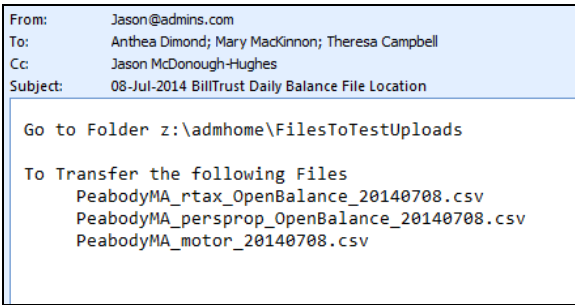 From: Jason@admins.com
To: Anthea Dimond; Mary MacKinnon; Theresa Campbell
Cc: Jason McDonough-Hughes
Subject: 08-Jul-2014 BillTrust Daily Balance File Location
Go to Folder z:\admhome\FilesToTestUploads
To Transfer the following Files
PeabodyMA_rtax_OpenBalance_20140708.csv
PeabodyMA_persprop_OpenBalance_20140708.csv
PeabodyMA_motor_20140708.csv